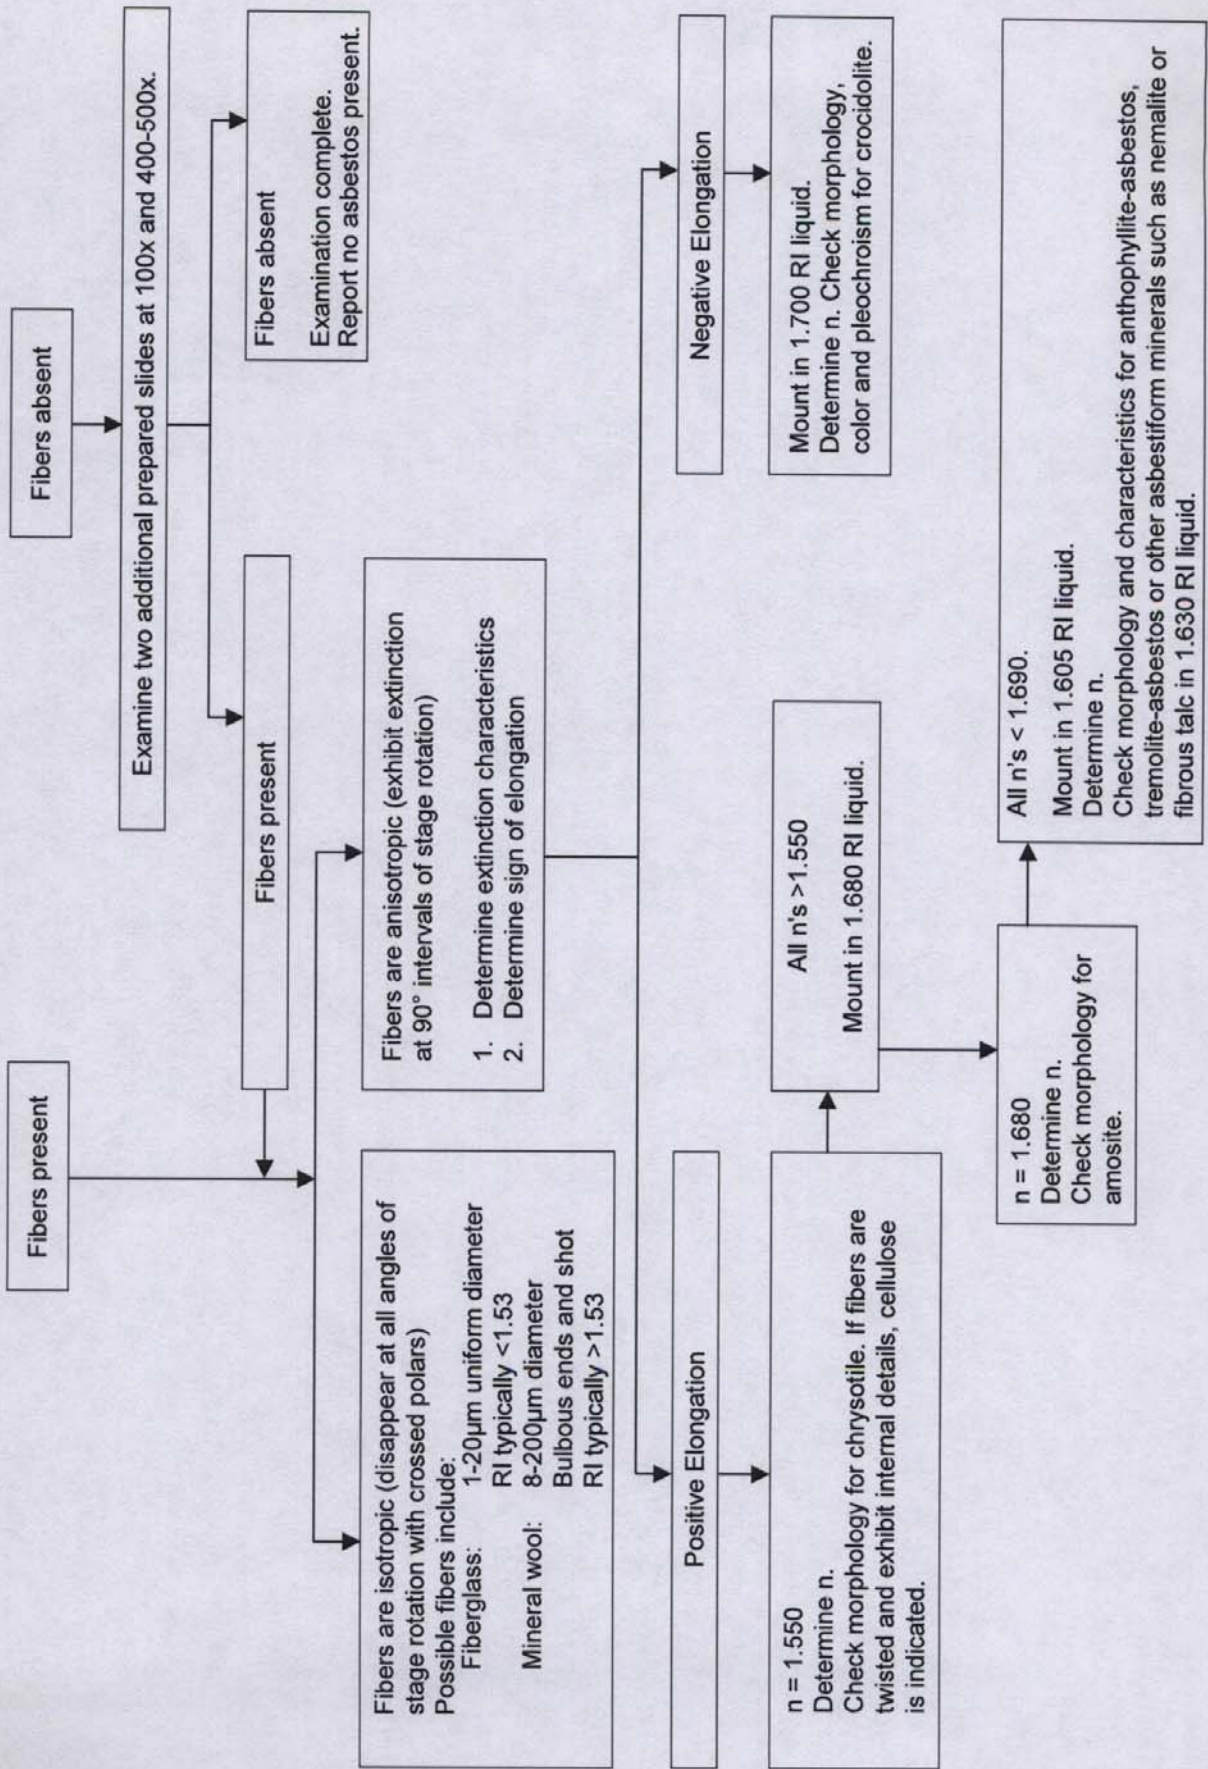 Fibers present
Fibers absent
Examine two additional prepared slides at 100x and 400-500x.
Fibers present
Fibers absent
Examination complete.
Report no asbestos present.
Fibers are isotropic (disappear at all angles of
stage rotation with crossed polars)
Possible fibers include:
Fiberglass: 1-20µm uniform diameter
RI typically <1.53
Mineral wool: 8-200µm diameter
Bulbous ends and shot
RI typically >1.53
Fibers are anisotropic (exhibit extinction
at 90° intervals of stage rotation)
1. Determine extinction characteristics
2. Determine sign of elongation
Positive Elongation
Negative Elongation
n = 1.550
Determine n.
Check morphology for chrysotile. If fibers are
twisted and exhibit internal details, cellulose
is indicated.
All n's >1.550
Mount in 1.680 RI liquid.
Mount in 1.700 RI liquid.
Determine n. Check morphology,
color and pleochroism for crocidolite.
n = 1.680
Determine n.
Check morphology for
amosite.
All n's < 1.690.
Mount in 1.605 RI liquid.
Determine n.
Check morphology and characteristics for anthophyllite-asbestos,
tremolite-asbestos or other asbestiform minerals such as nemalite or
fibrous talc in 1.630 RI liquid.